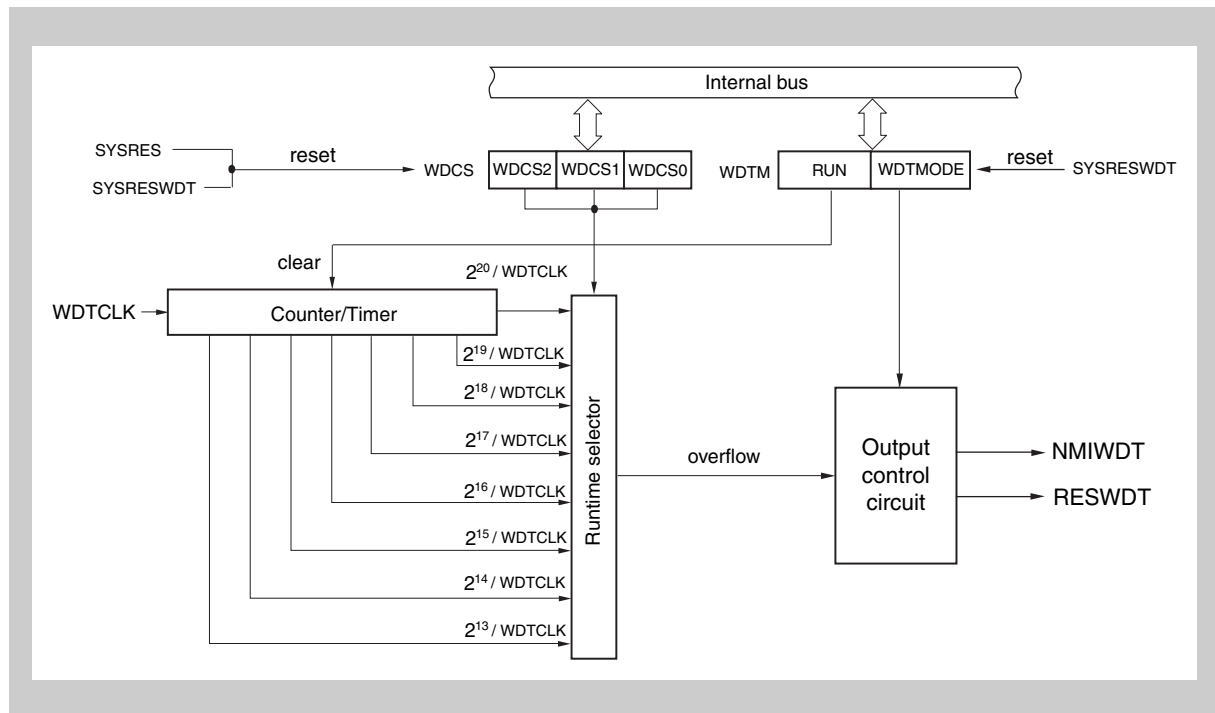 Internal bus
SYSRES
SYSRESWDT
reset
WDCS
WDCS2
WDCS1
WDCS0
WDTM
RUN
WDTMODE
reset
SYSRESWDT
clear
2²⁰ / WDTCLK
WDTCLK
Counter/Timer
2¹⁹ / WDTCLK
2¹⁸ / WDTCLK
2¹⁷ / WDTCLK
2¹⁶ / WDTCLK
2¹⁵ / WDTCLK
2¹⁴ / WDTCLK
2¹³ / WDTCLK
Runtime selector
overflow
Output
control
circuit
NMIWDT
RESWDT